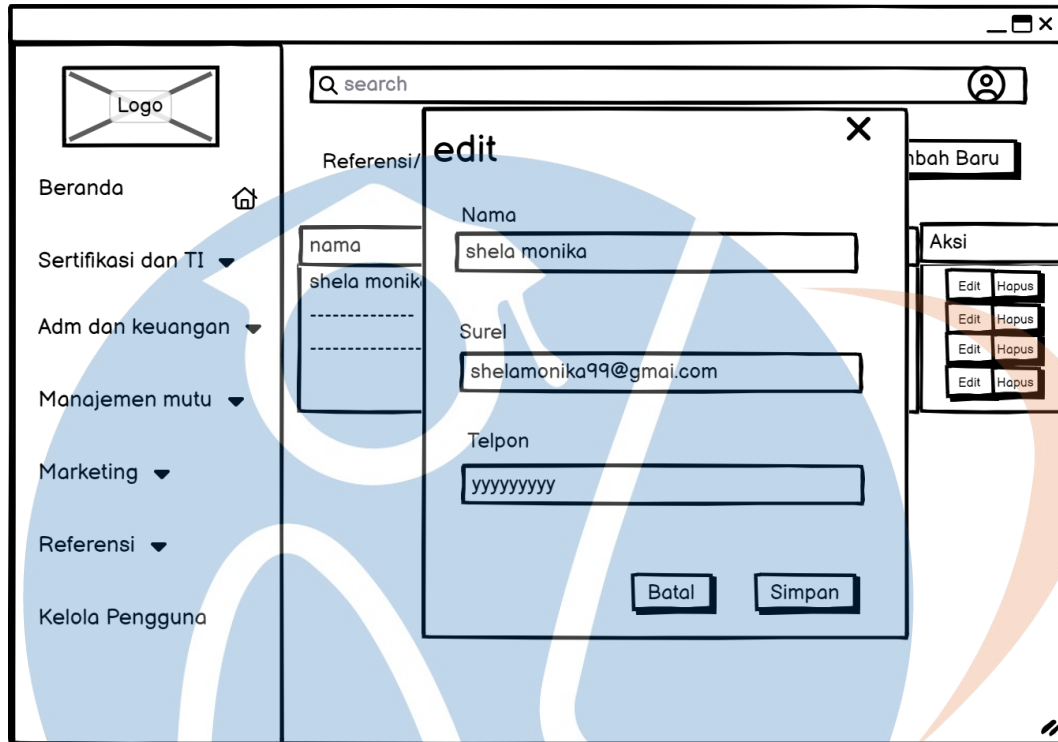 Logo
search
edit
Referensi/
mbah Baru
Beranda
Nama
shela monika
nama
Aksi
Sertifikasi dan TI
shela monik
Edit Hapus
Adm dan keuangan
Edit Hapus
Surel
Edit Hapus
shelamonika99@gmai.com
Edit Hapus
Manajemen mutu
Telpon
Marketing
yyyyyyyyy
Referensi
Batal Simpan
Kelola Pengguna